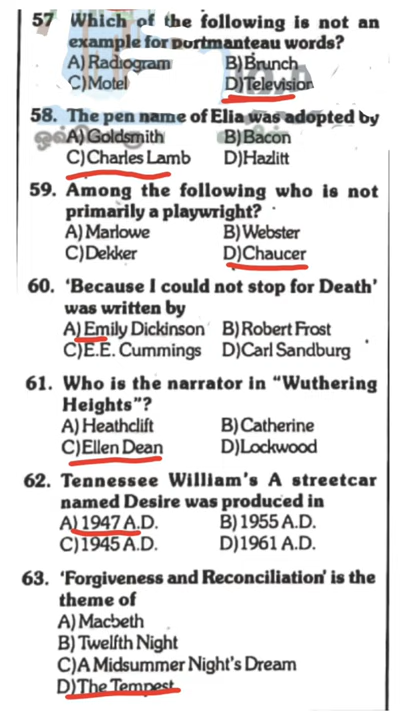 57 Which of the following is not an
example for portmanteau words?
A) Radiogram B) Brunch
C)Motel D)Television
58. The pen name of Elia was adopted by
A) Goldsmith B) Bacon
C)Charles Lamb D)Hazlitt
59. Among the following who is not
primarily a playwright?
A) Marlowe B) Webster
C)Dekker D)Chaucer
60. ‘Because I could not stop for Death’
was written by
A) Emily Dickinson B) Robert Frost
C)E.E. Cummings D)Carl Sandburg
61. Who is the narrator in “Wuthering
Heights”?
A) Heathclift B) Catherine
C)Ellen Dean D)Lockwood
62. Tennessee William's A streetcar
named Desire was produced in
A) 1947 A.D. B) 1955 A.D.
C)1945 A.D. D)1961 A.D.
63. ‘Forgiveness and Reconciliation’ is the
theme of
A) Macbeth
B) Twelfth Night
C)A Midsummer Night's Dream
D)The Tempest